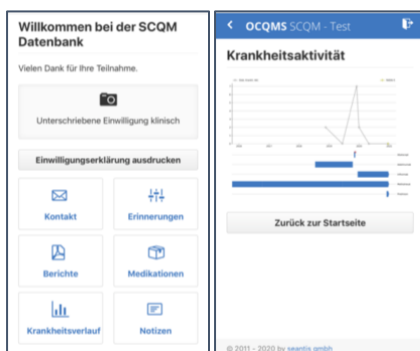 Willkommen bei der SCQM
Datenbank
Vielen Dank für Ihre Teilnahme.
Unterschriebene Einwilligung klinisch
Einwilligungserklärung ausdrucken
Kontakt
Erinnerungen
Berichte
Medikationen
Krankheitsverlauf
Notizen
OCQMS SCQM - Test
Krankheitsaktivität
Zurück zur Startseite
© 2011 - 2020 by seantis gmbh